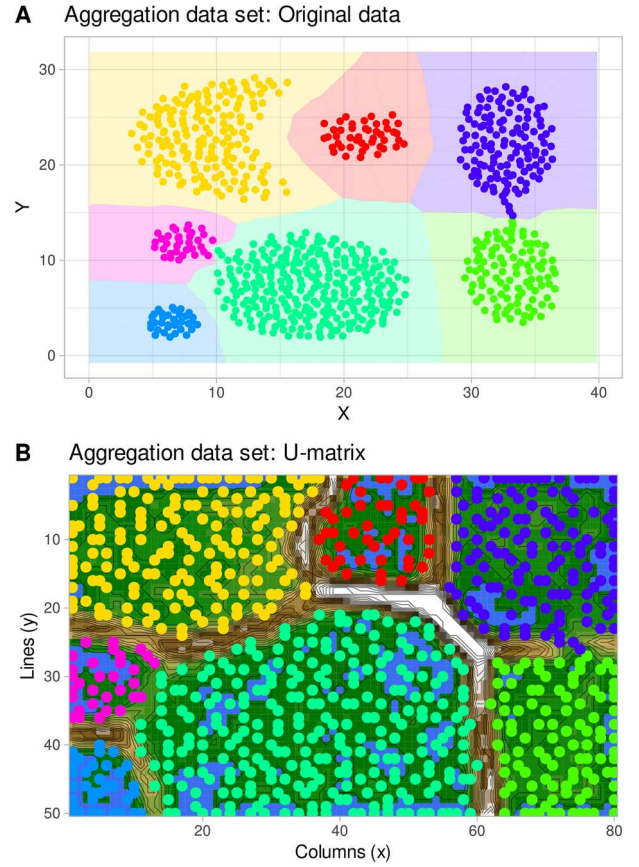 A Aggregation data set: Original data
30
20
10
0
Y
0 10 20 30 40
X
B Aggregation data set: U-matrix
10
20
30
40
50
Lines (y)
20 40 60 80
Columns (x)